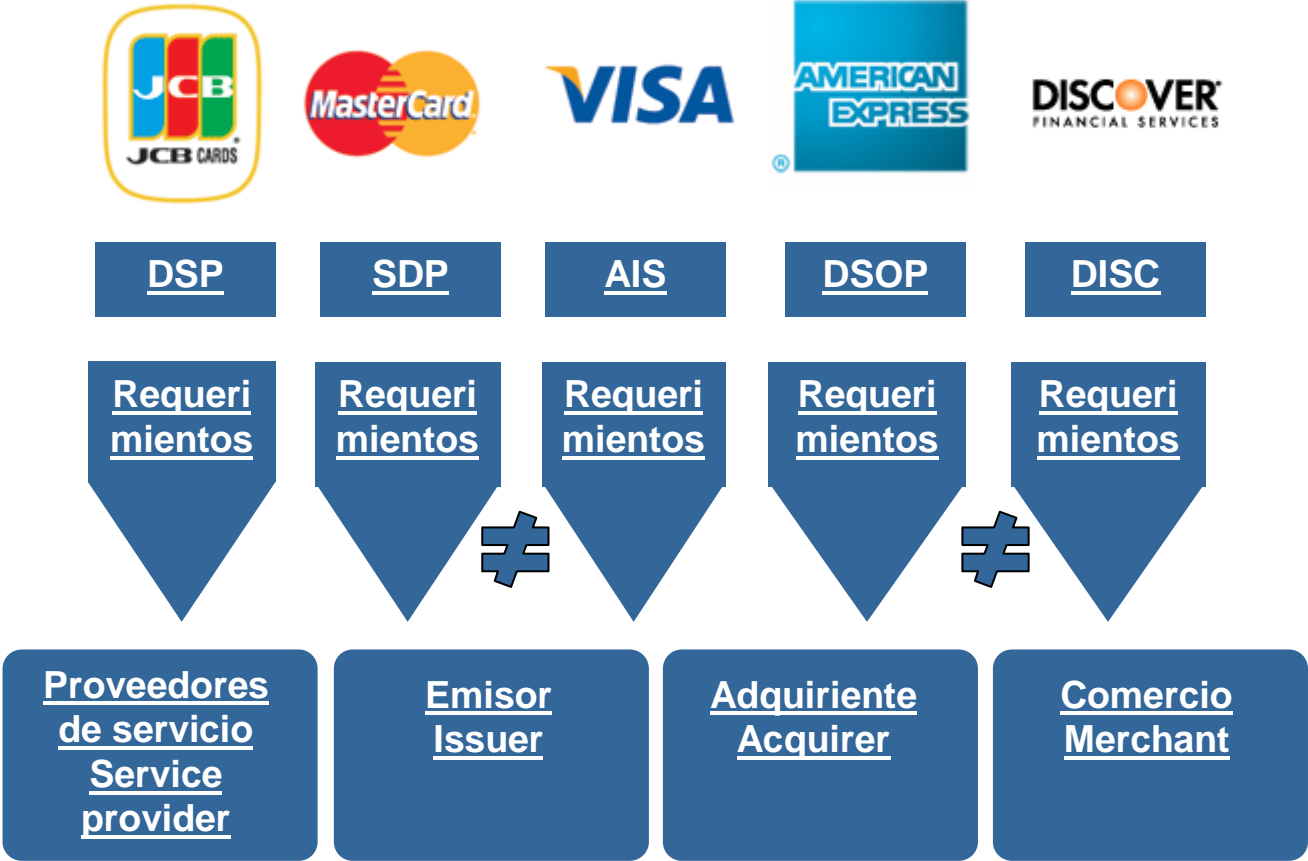 JCB
JCB CARDS
MasterCard
VISA
AMERICAN
EXPRESS
®
DISCOVER®
FINANCIAL SERVICES
DSP
SDP
AIS
DSOP
DISC
Requeri
mientos
Requeri
mientos
Requeri
mientos
Requeri
mientos
Requeri
mientos
≠
≠
Proveedores
de servicio
Service
provider
Emisor
Issuer
Adquiriente
Acquirer
Comercio
Merchant